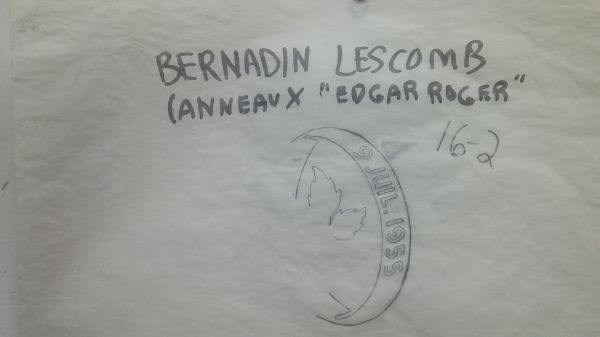 BERNADIN LESCOMB
(ANNEAUX "EDGAR ROGER"
16-2
9 JUIL. 1955